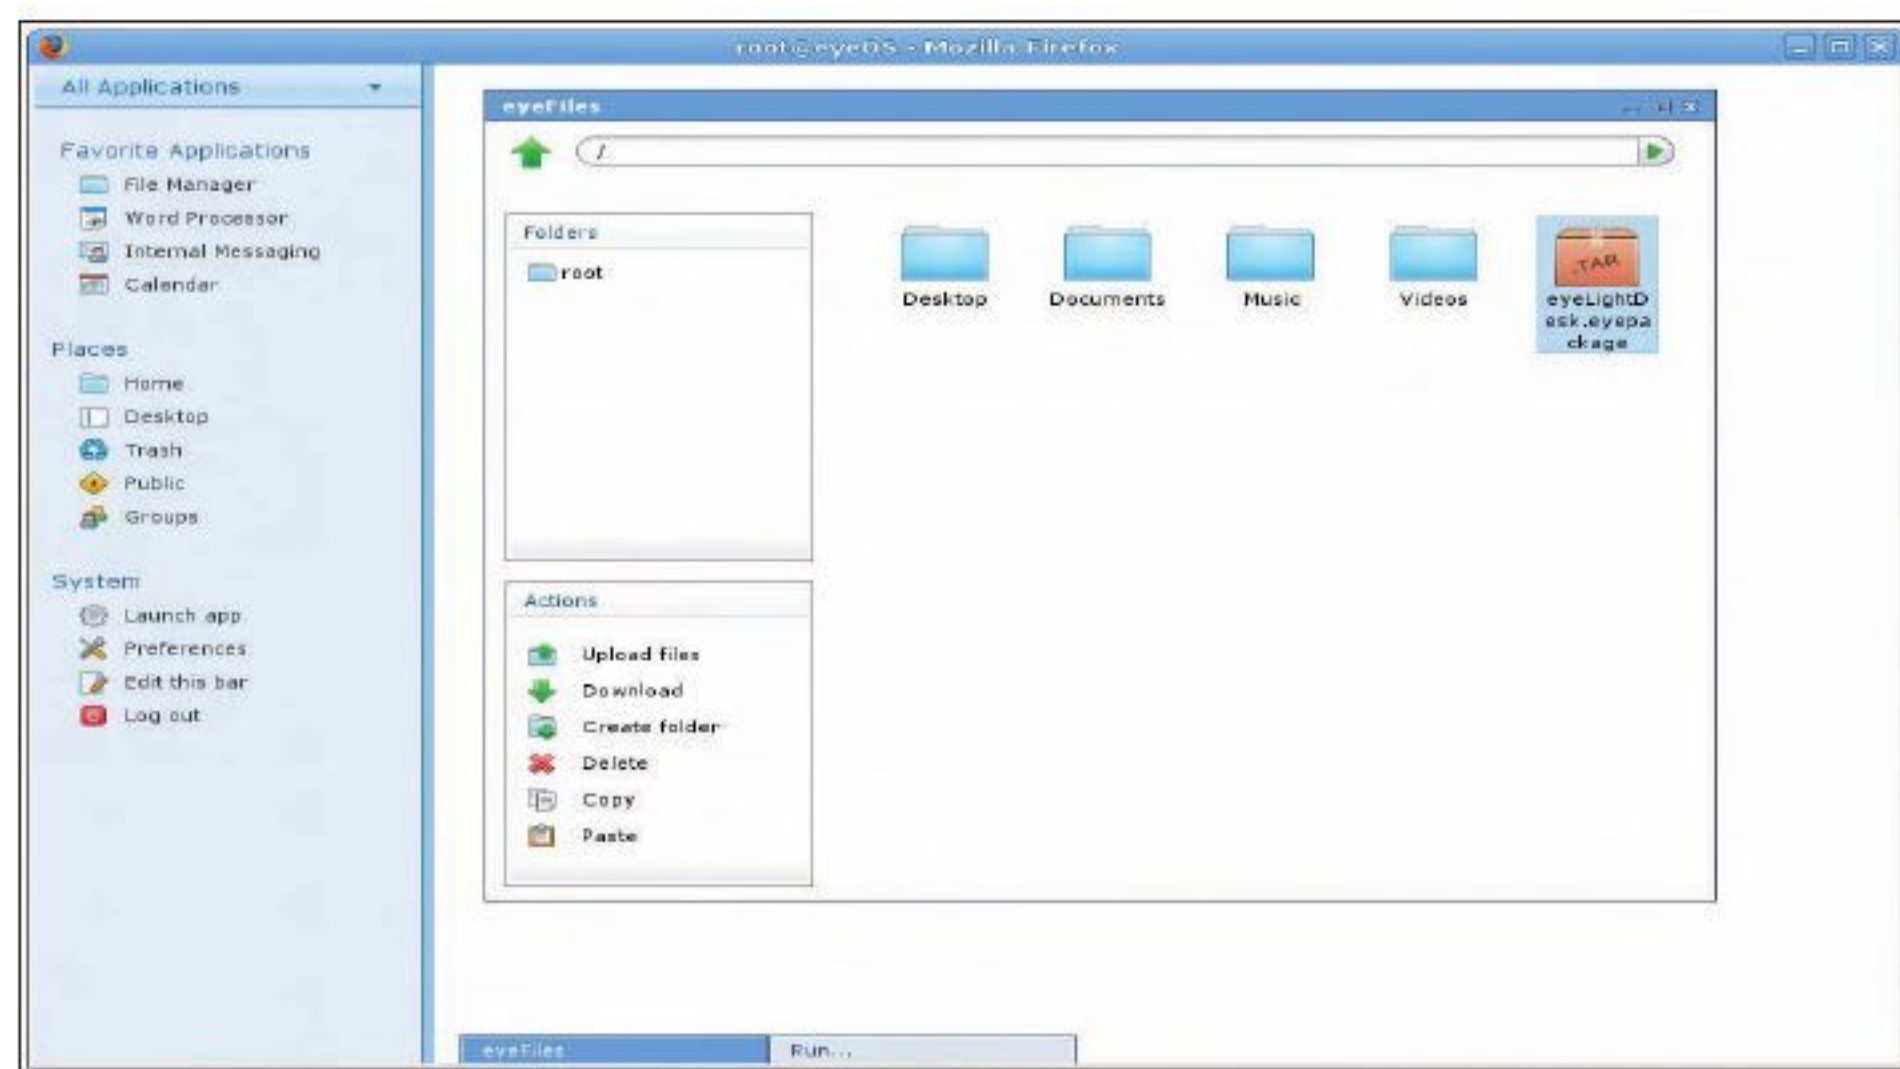 root@eyeOS - Mozilla Firefox
All Applications
Favorite Applications
File Manager
Word Processor
Internal Messaging
Calendar
Places
Home
Desktop
Trash
Public
Groups
System
Launch app
Preferences
Edit this bar
Log out
eyeFiles
/
Folders
root
Desktop
Documents
Music
Videos
.TAR
eyeLightD
esk.eyepa
ckage
Actions
Upload files
Download
Create folder
Delete
Copy
Paste
eyeFiles
Run...